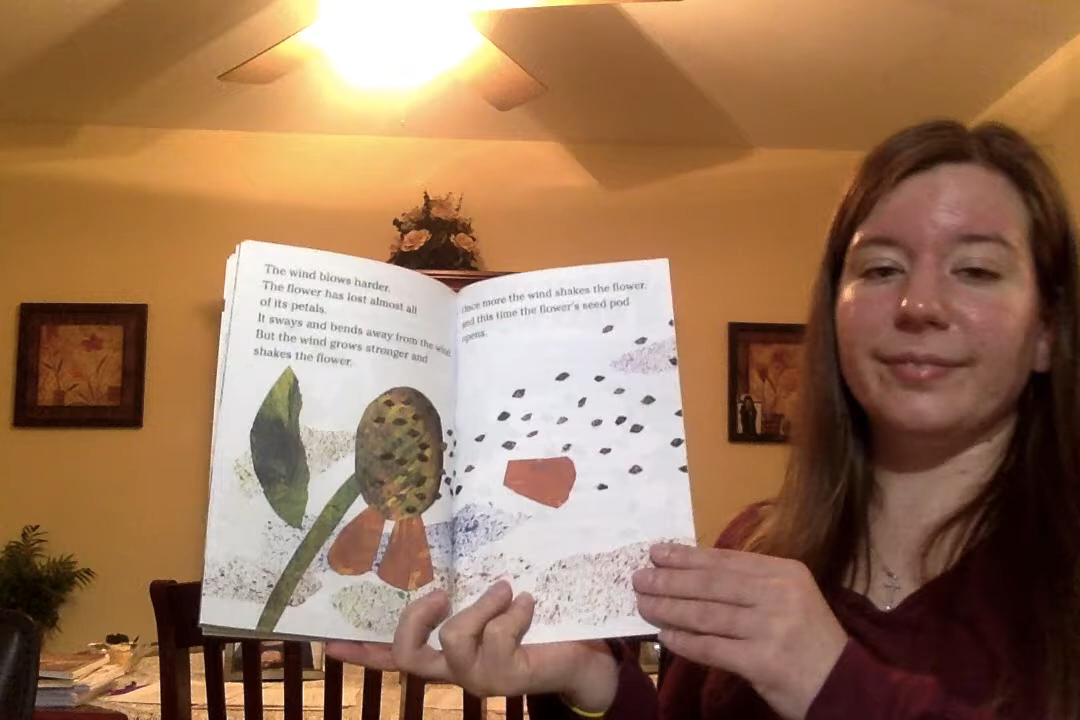 The wind blows harder.
The flower has lost almost all
of its petals.
It sways and bends away from the wind.
But the wind grows stronger and
shakes the flower.
Once more the wind shakes the flower,
and this time the flower's seed pod
opens.